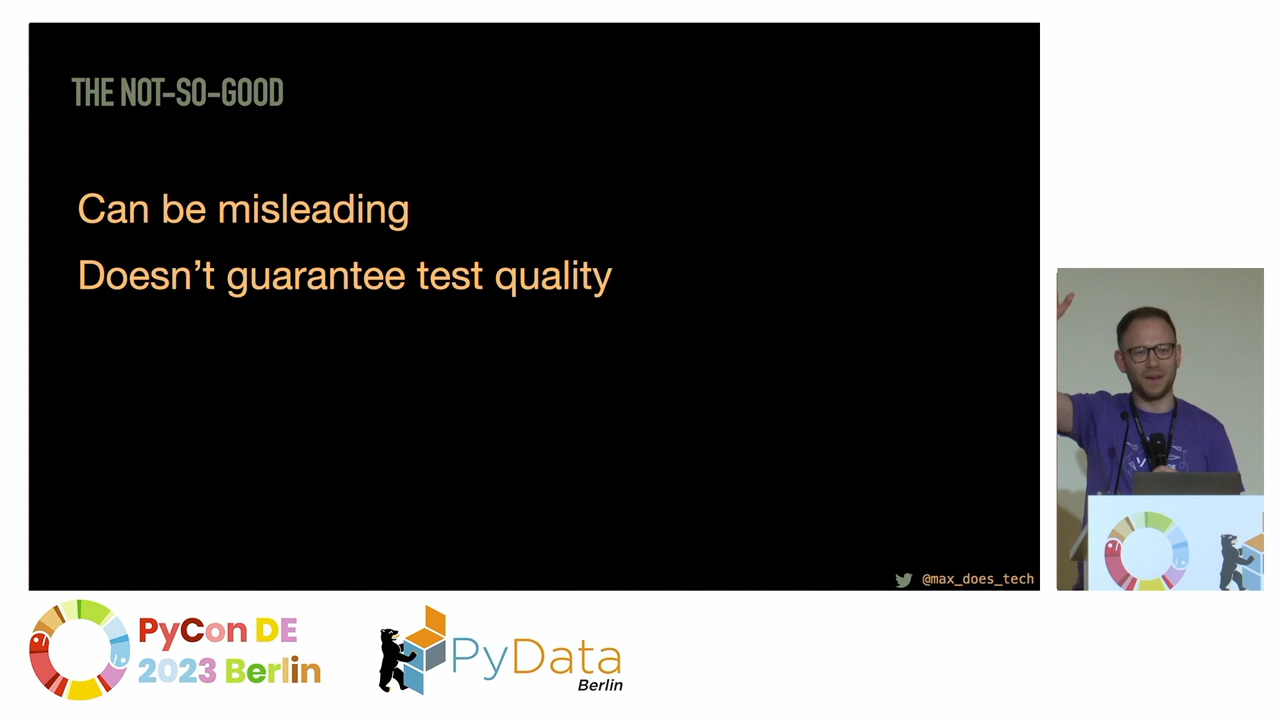 THE NOT-SO-GOOD
Can be misleading
Doesn't guarantee test quality
@max_does_tech
PyCon DE
2023 Berlin
PyData
Berlin